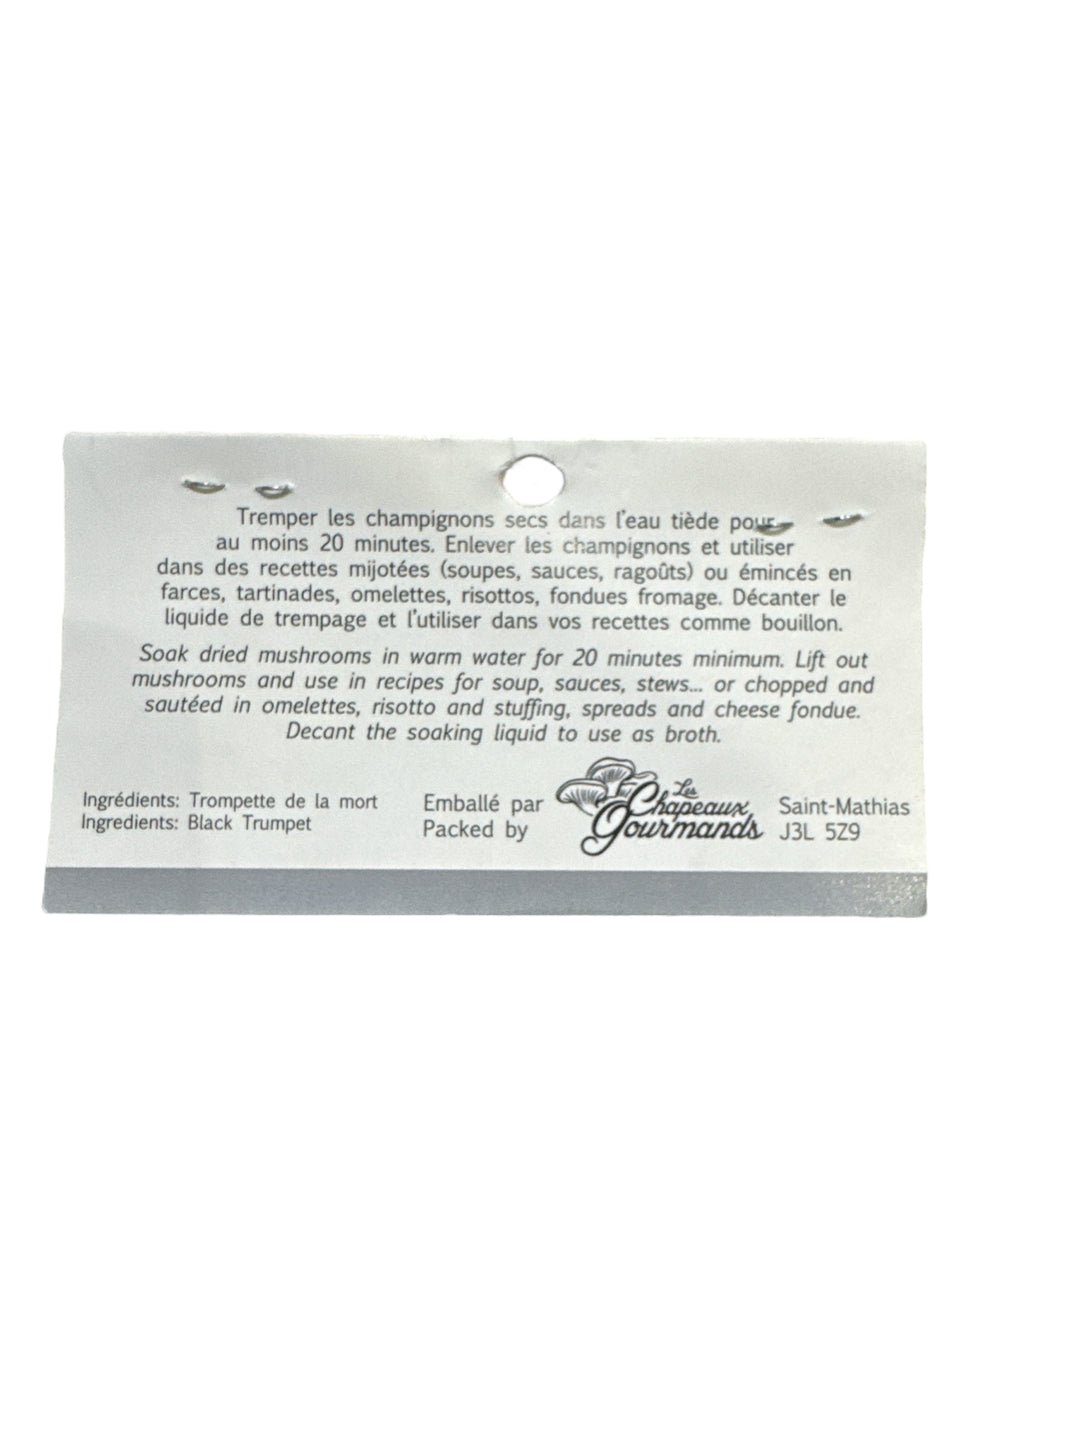 Tremper les champignons secs dans l'eau tiède pour
au moins 20 minutes. Enlever les champignons et utiliser
dans des recettes mijotées (soupes, sauces, ragoûts) ou émincés en
farces, tartinades, omelettes, risottos, fondues fromage. Décanter le
liquide de trempage et l'utiliser dans vos recettes comme bouillon.
Soak dried mushrooms in warm water for 20 minutes minimum. Lift out
mushrooms and use in recipes for soup, sauces, stews... or chopped and
sautéed in omelettes, risotto and stuffing, spreads and cheese fondue.
Decant the soaking liquid to use as broth.
Ingrédients: Trompette de la mort
Ingredients: Black Trumpet
Emballé par
Packed by
Les
Chapeaux
Gourmands
Saint-Mathias
J3L 5Z9